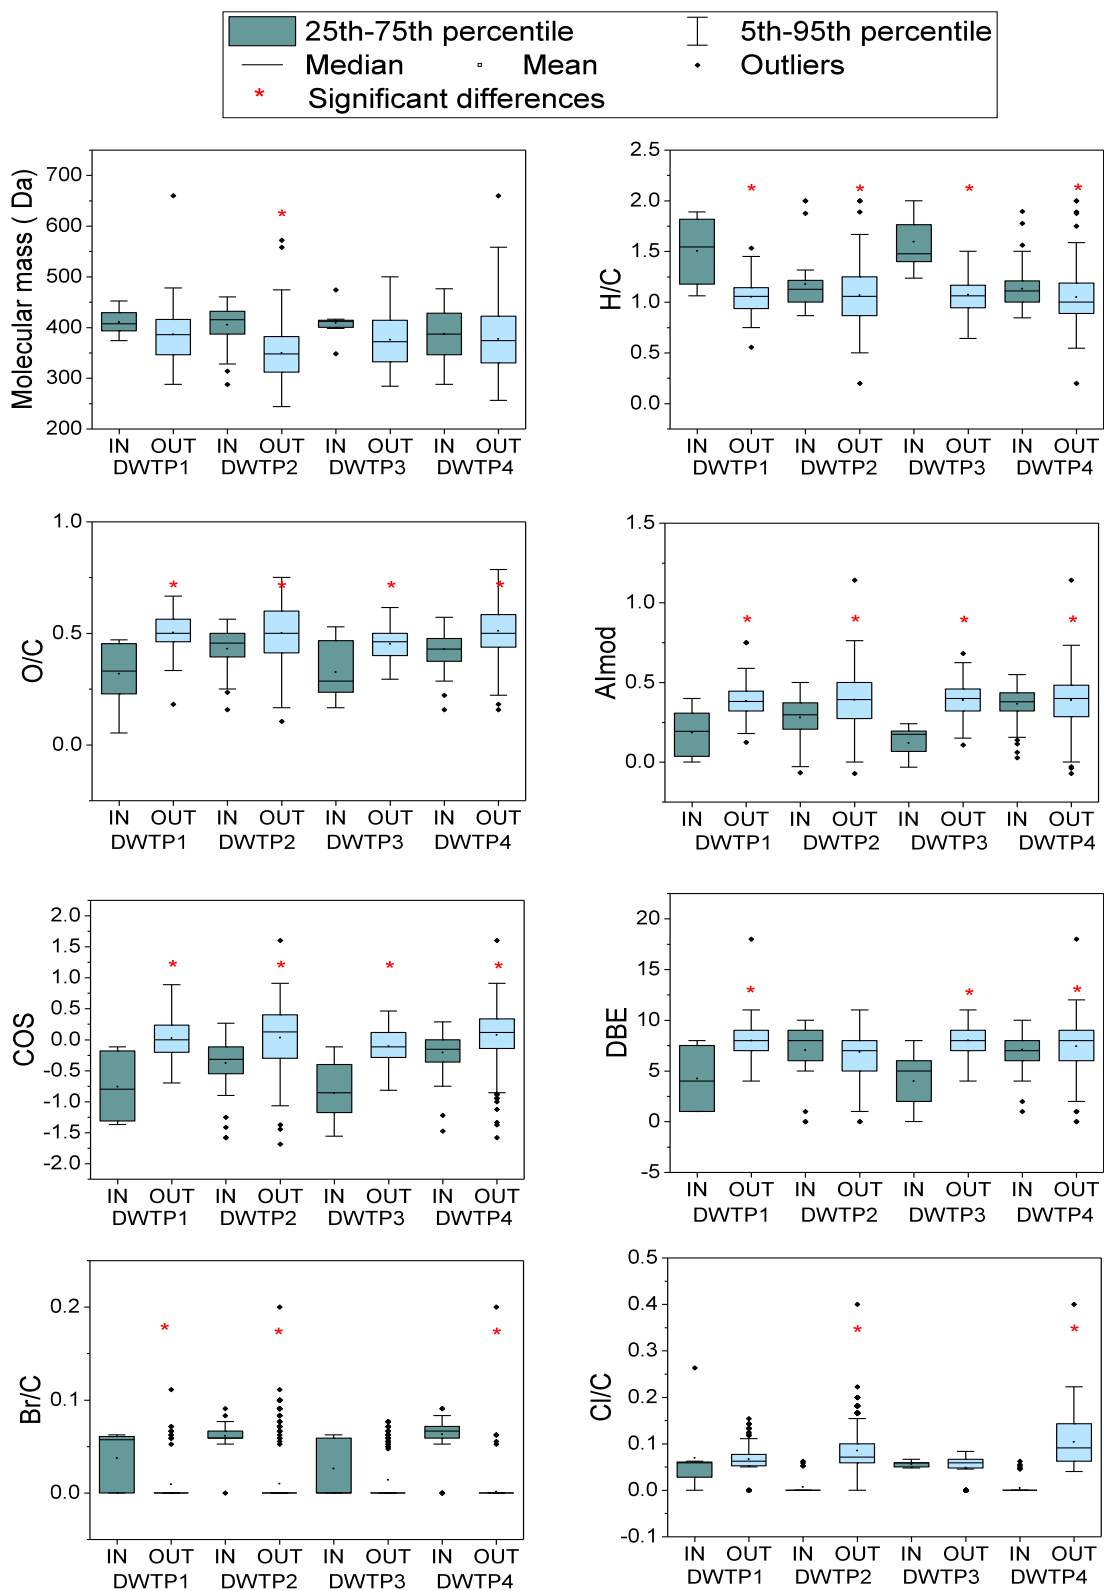 25th-75th percentile 5th-95th percentile
Median Mean Outliers
* Significant differences
Molecular mass ( Da)
700
600
500
400
300
200
IN OUT IN OUT IN OUT IN OUT
DWTP1 DWTP2 DWTP3 DWTP4
*
H/C
2.5
2.0
1.5
1.0
0.5
0.0
IN OUT IN OUT IN OUT IN OUT
DWTP1 DWTP2 DWTP3 DWTP4
* * * *
O/C
1.0
0.5
0.0
IN OUT IN OUT IN OUT IN OUT
DWTP1 DWTP2 DWTP3 DWTP4
* * * *
AImod
1.5
1.0
0.5
0.0
IN OUT IN OUT IN OUT IN OUT
DWTP1 DWTP2 DWTP3 DWTP4
* * * *
COS
2.0
1.5
1.0
0.5
0.0
-0.5
-1.0
-1.5
-2.0
IN OUT IN OUT IN OUT IN OUT
DWTP1 DWTP2 DWTP3 DWTP4
* * * *
DBE
20
15
10
5
0
-5
IN OUT IN OUT IN OUT IN OUT
DWTP1 DWTP2 DWTP3 DWTP4
* * *
Br/C
0.2
0.1
0.0
IN OUT IN OUT IN OUT IN OUT
DWTP1 DWTP2 DWTP3 DWTP4
* * *
Cl/C
0.5
0.4
0.3
0.2
0.1
0.0
-0.1
IN OUT IN OUT IN OUT IN OUT
DWTP1 DWTP2 DWTP3 DWTP4
* *